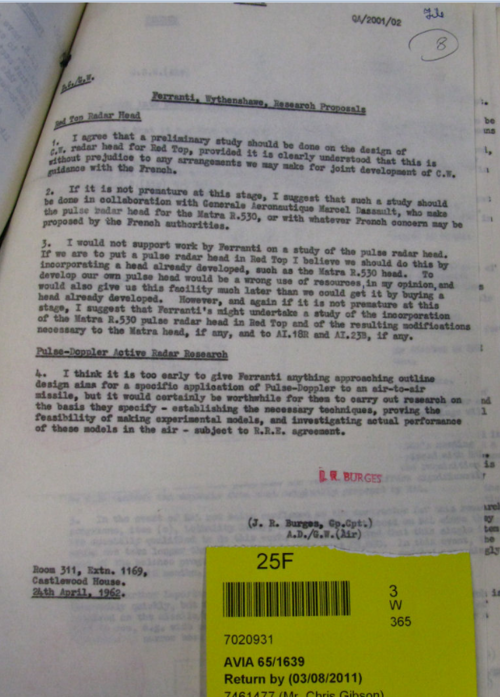 GA/2001/02
8
Ferranti, Wythenshawe, Research Proposals
Red Top Radar Head
1. I agree that a preliminary study should be done on the design of
C.W. radar head for Red Top, provided it is clearly understood that this is
without prejudice to any arrangements we may make for joint development of C.W.
guidance with the French.
2. If it is not premature at this stage, I suggest that such a study should
be done in collaboration with Generale Aeronautique Marcel Dassault, who make
the pulse radar head for the Matra R.530, or with whatever French concern may be
proposed by the French authorities.
3. I would not support work by Ferranti on a study of the pulse radar head.
If we are to put a pulse radar head in Red Top I believe we should do this by
incorporating a head already developed, such as the Matra R.530 head. To
develop our own pulse head would be a wrong use of resources, in my opinion, and
would also give us this facility much later than we could get it by buying a
head already developed. However, and again if it is not premature at this
stage, I suggest that Ferranti's might undertake a study of the incorporation
of the Matra R.530 pulse radar head in Red Top and of the resulting modifications
necessary to the Matra head, if any, and to AI.18R and AI.23B, if any.
Pulse-Doppler Active Radar Research
4. I think it is too early to give Ferranti anything approaching outline
design aims for a specific application of Pulse-Doppler to an air-to-air
missile, but it would certainly be worthwhile for them to carry out research on
the basis they specify - establishing the necessary techniques, proving the
feasibility of making experimental models, and investigating actual performance
of these models in the air - subject to R.R.E. agreement.
BURGES
(J. R. Burges, Gp.Cpt.)
A.D./G.W.(Air)
Room 311, Extn. 1169,
Castlewood House.
24th April, 1962.
25F
3
W
365
7020931
AVIA 65/1639
Return by (03/08/2011)
7461477 (Mr. Chris Gibson)